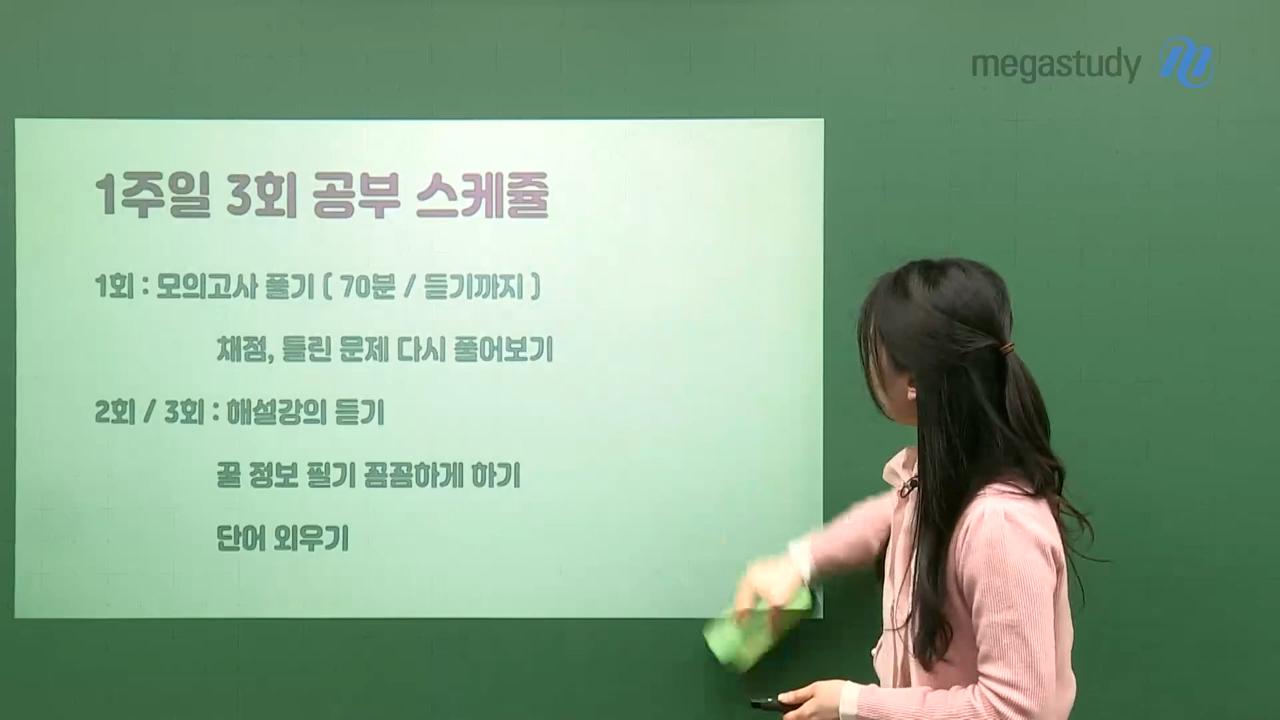 megastudy
1주일 3회 공부 스케쥴
1회 : 모의고사 풀기 ( 70분 / 듣기까지 )
채점, 틀린 문제 다시 풀어보기
2회 / 3회 : 해설강의 듣기
꿀 정보 필기 꼼꼼하게 하기
단어 외우기